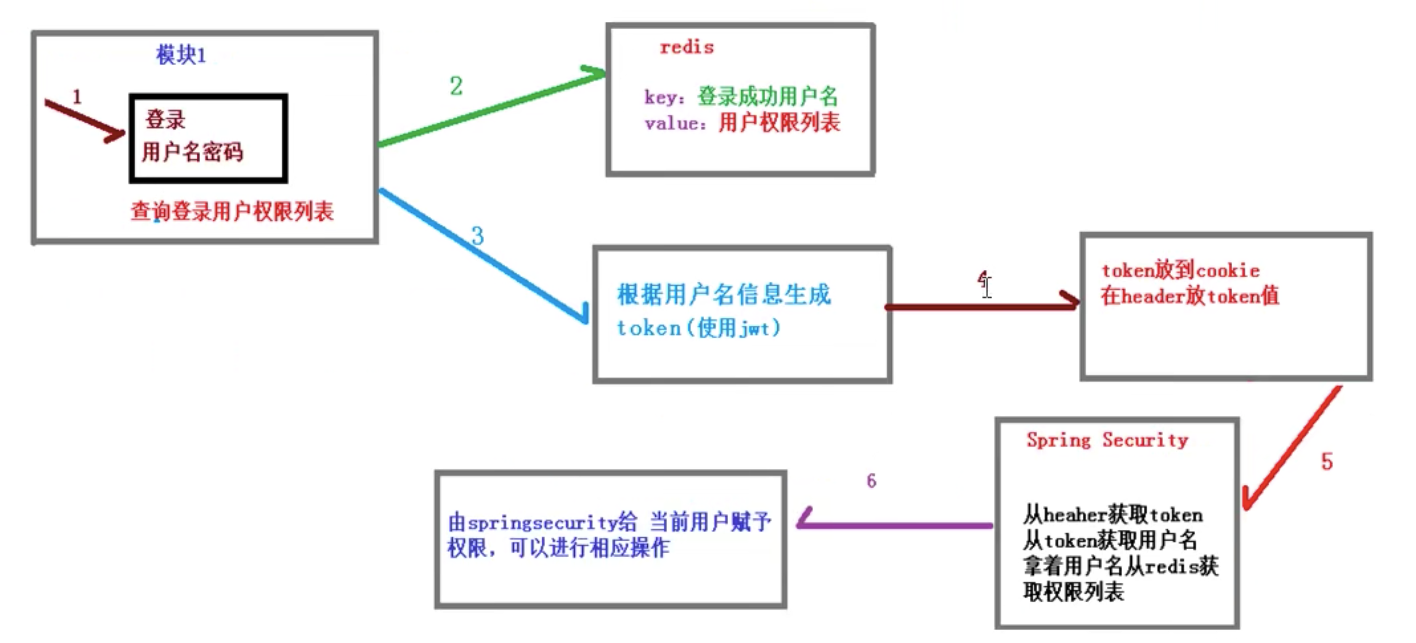 模块1
1
登录
用户名密码
查询登录用户权限列表
2
redis
key: 登录成功用户名
value: 用户权限列表
3
根据用户名信息生成
token(使用jwt)
4
token放到cookie
在header放token值
5
Spring Security
从heaher获取token
从token获取用户名
拿着用户名从redis获
取权限列表
6
由springsecurity给 当前用户赋予
权限，可以进行相应操作